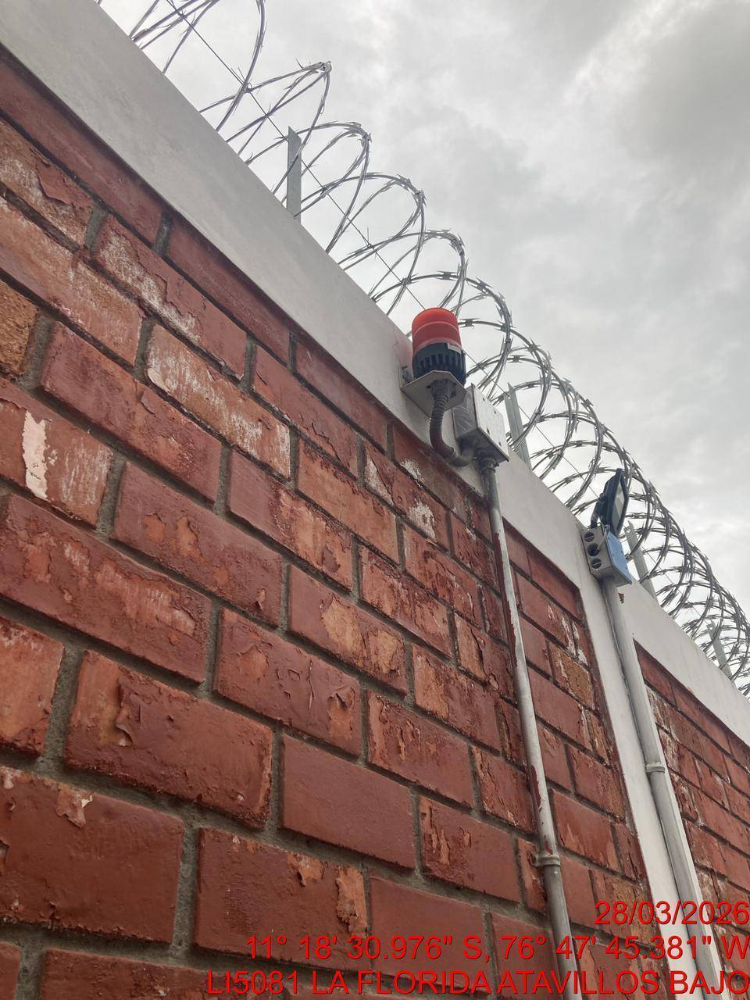 28/03/2026
11° 18' 30.976" S, 76° 47' 45.381" W
LI5081 LA FLORIDA ATAVILLOS BAJO